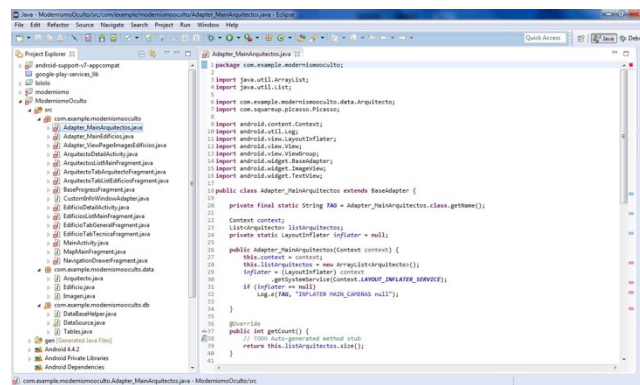 Java - ModernismoOculto/src/com/example/modernismooculto/Adapter_MainArquitectos.java - Eclipse
File Edit Refactor Source Navigate Search Project Run Window Help
Quick Access
Java
Project Explorer
android-support-v7-appcompat
google-play-services_lib
lololo
modernismo
ModernismoOculto
src
com.example.modernismooculto
Adapter_MainArquitectos.java
Adapter_MainEdificios.java
Adapter_ViewPagerImagesEdificios.java
ArquitectoDetailActivity.java
ArquitectosListMainFragment.java
ArquitectoTabArquitectoFragment.java
ArquitectoTabListEdificiosFragment.java
BaseProgressFragment.java
CustomInfoWindowAdapter.java
EdificioDetailActivity.java
EdificiosListMainFragment.java
EdificioTabGeneralFragment.java
EdificioTabTecnicaFragment.java
MainActivity.java
MapMainFragment.java
NavigationDrawerFragment.java
com.example.modernismooculto.data
Arquitecto.java
Edificio.java
Imagen.java
com.example.modernismooculto.db
DataBaseHelper.java
DataSource.java
Tables.java
gen [Generated Java Files]
Android 4.4.2
Android Private Libraries
Android Dependencies
Adapter_MainArquitectos.java
1 package com.example.modernismooculto;
2
3 import java.util.ArrayList;
4 import java.util.List;
5
6 import com.example.modernismooculto.data.Arquitecto;
7 import com.squareup.picasso.Picasso;
8
9 import android.content.Context;
10 import android.util.Log;
11 import android.view.LayoutInflater;
12 import android.view.View;
13 import android.view.ViewGroup;
14 import android.widget.BaseAdapter;
15 import android.widget.ImageView;
16 import android.widget.TextView;
17
18 public class Adapter_MainArquitectos extends BaseAdapter {
19
20 private final static String TAG = Adapter_MainArquitectos.class.getName();
21
22 Context context;
23 List<Arquitecto> listArquitectos;
24 private static LayoutInflater inflater = null;
25
26 public Adapter_MainArquitectos(Context context) {
27 this.context = context;
28 this.listArquitectos = new ArrayList<Arquitecto>();
29 inflater = (LayoutInflater) context
30 .getSystemService(Context.LAYOUT_INFLATER_SERVICE);
31 if (inflater == null)
32 Log.e(TAG, "INFLATER MAIN_CAMERAS null");
33
34 }
35
36 @Override
37 public int getCount() {
38 // TODO Auto-generated method stub
39 return this.listArquitectos.size();
40 }
41
com.example.modernismooculto.Adapter_MainArquitectos.java - ModernismoOculto/src